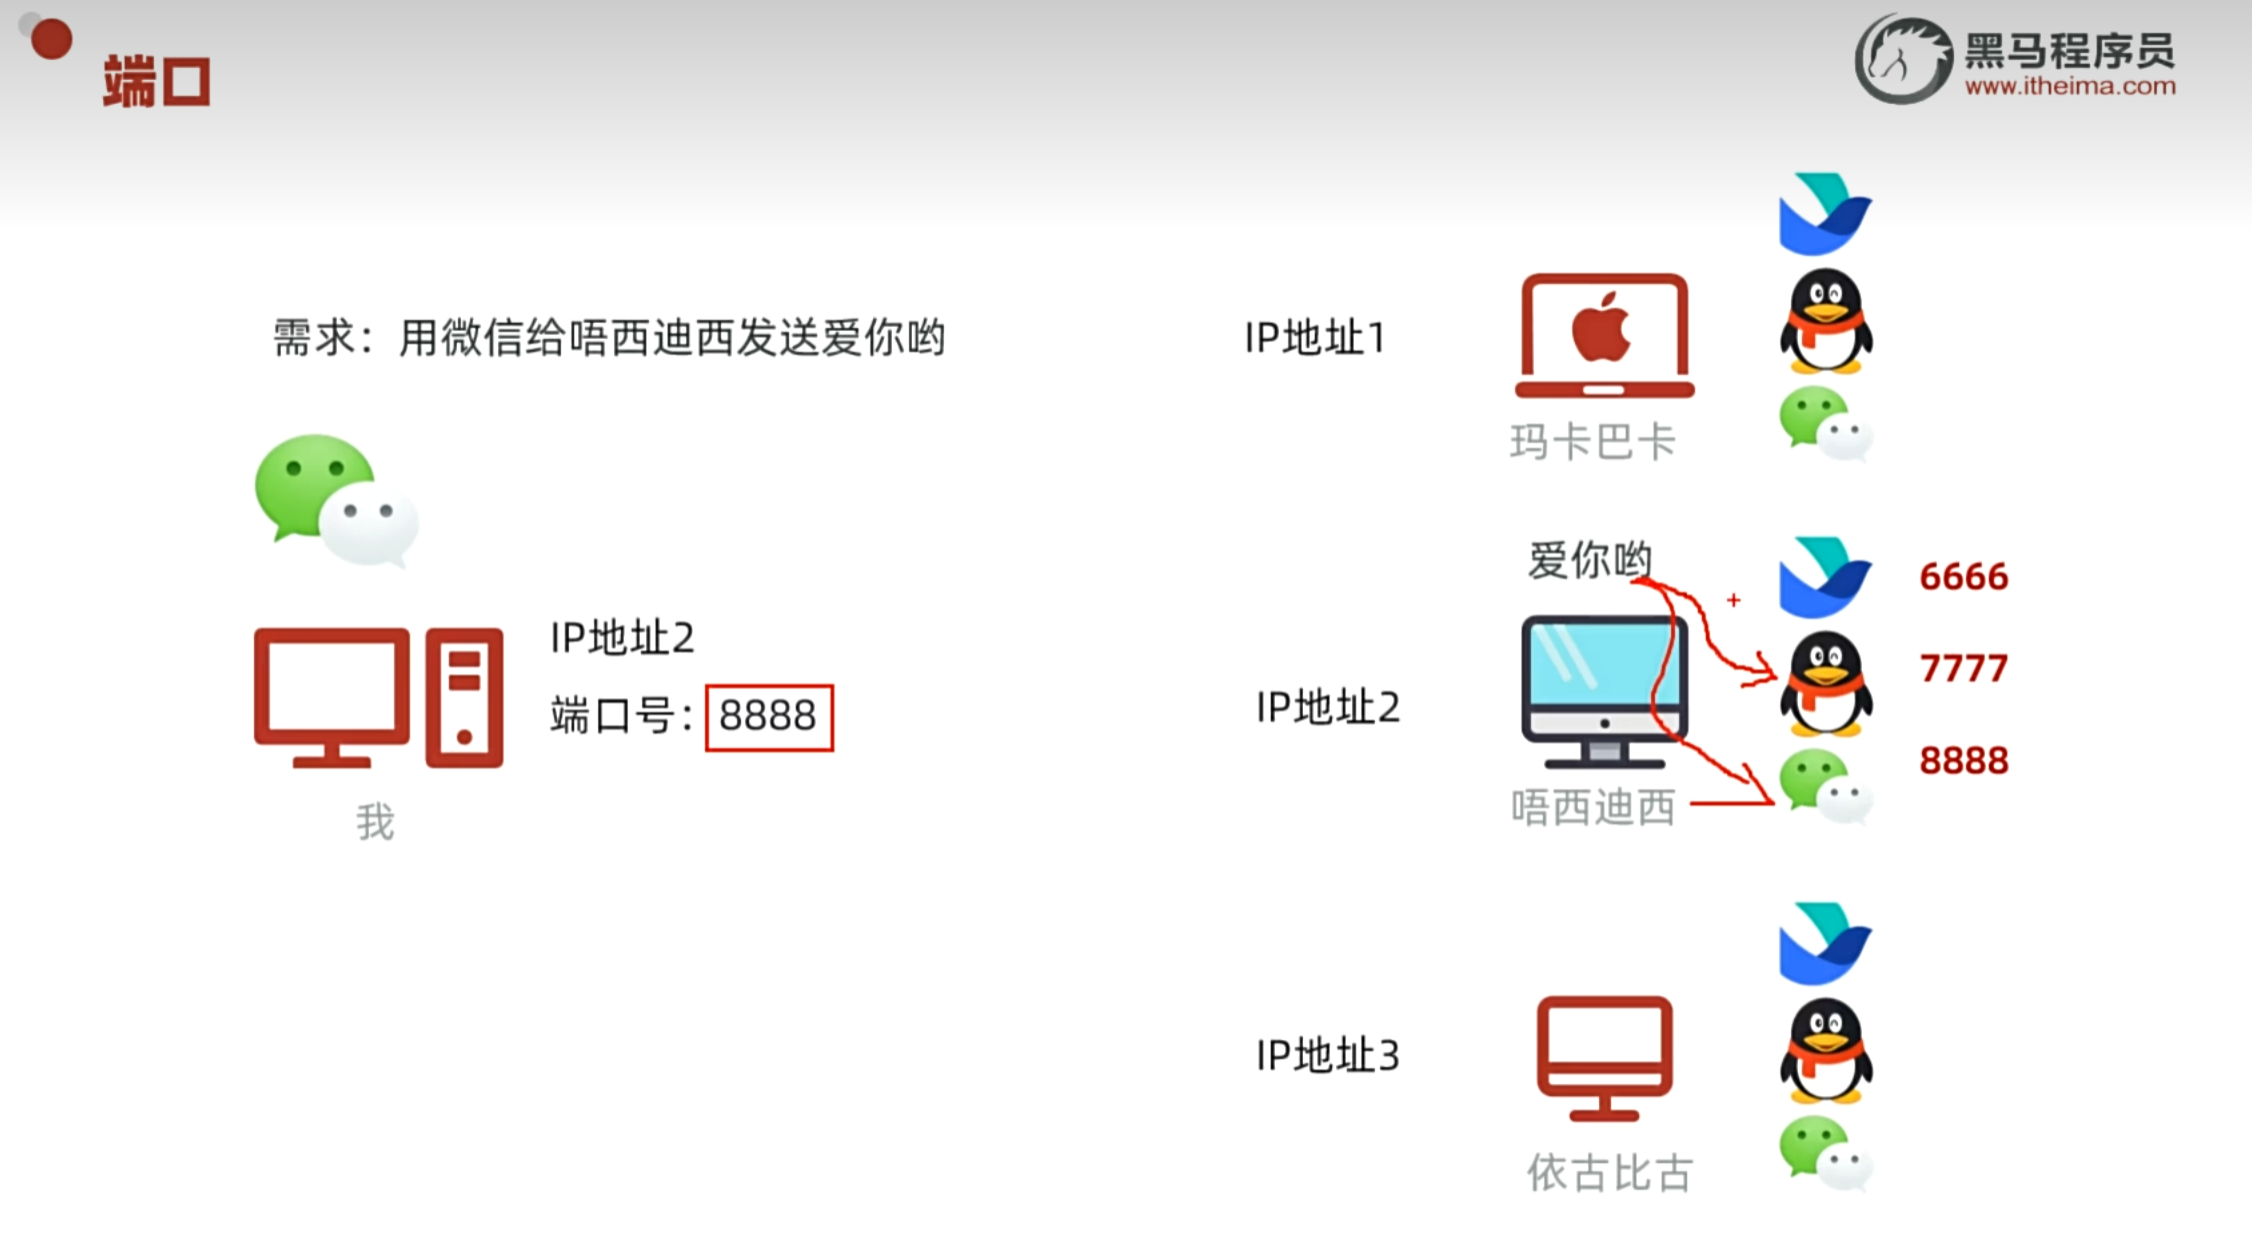 端口
黑马程序员
www.itheima.com
需求：用微信给唔西迪西发送爱你哟
IP地址1
玛卡巴卡
爱你哟
6666
IP地址2
7777
端口号：8888
IP地址2
8888
我
唔西迪西
IP地址3
依古比古